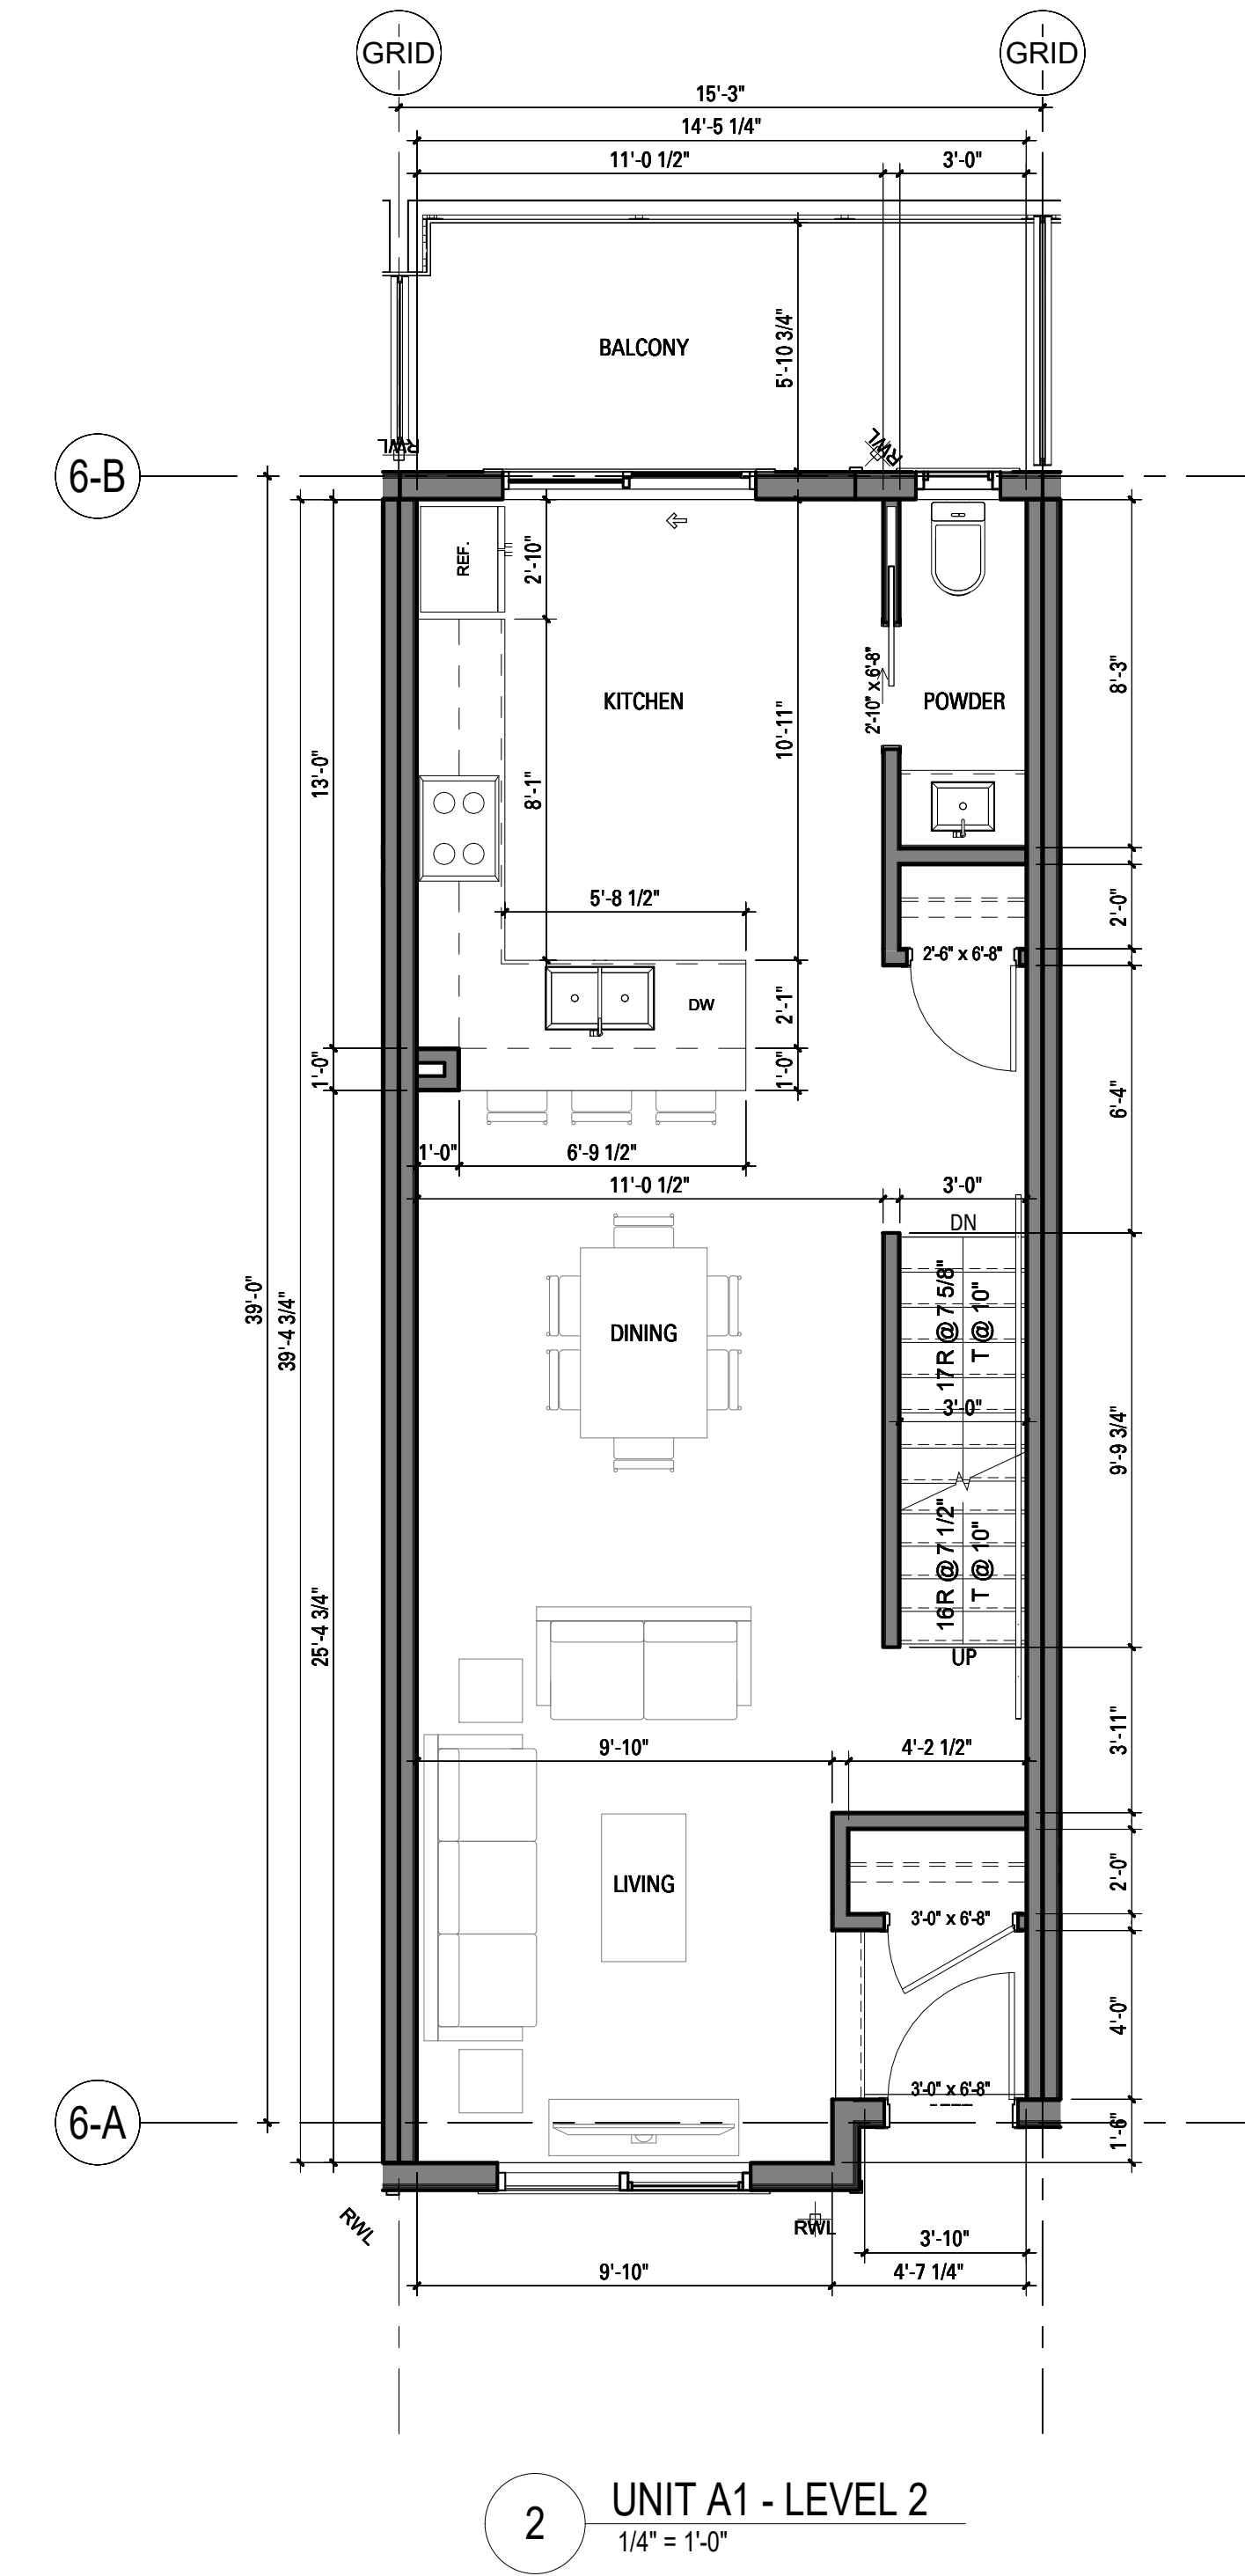 GRID
GRID
15'-3"
14'-5 1/4"
11'-0 1/2"
3'-0"
BALCONY
5'-10 3/4"
RWL
RWL
6-B
REF.
2'-10"
KITCHEN
2'-10" x 6'-8"
POWDER
8'-3"
10'-11"
13'-0"
8'-1"
5'-8 1/2"
2'-0"
2'-6" x 6'-8"
DW
2'-1"
1'-0"
1'-0"
6'-4"
1'-0"
6'-9 1/2"
11'-0 1/2"
3'-0"
DN
39'-0"
39'-4 3/4"
DINING
17R @ 7 5/8"
T @ 10"
3'-0"
9'-9 3/4"
16R @ 7 1/2"
T @ 10"
25'-4 3/4"
UP
3'-11"
9'-10"
4'-2 1/2"
LIVING
2'-0"
3'-0" x 6'-8"
4'-0"
3'-0" x 6'-8"
6-A
1'-6"
RWL
RWL
3'-10"
9'-10"
4'-7 1/4"
2
UNIT A1 - LEVEL 2
1/4" = 1'-0"